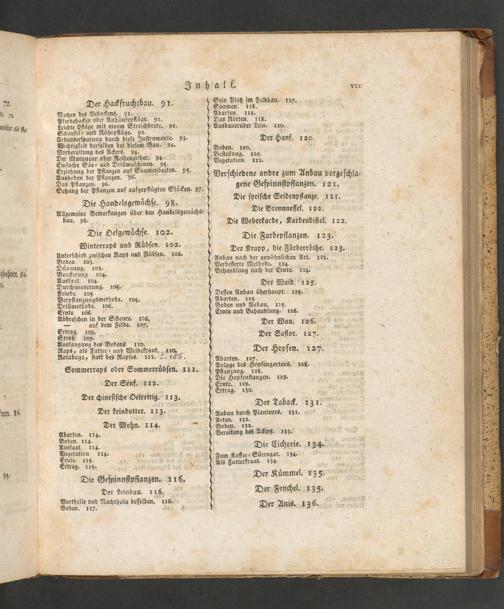 Inhalt.
VII
Der Hackfruchtbau. 91.
Nutzen des Behackens. 91.
Pferdehacken oder Anhäufepflüge. 91.
Leichte Pflüge mit einem Streichbrete. 92.
Schaufel- und Rührpflüge. 92.
Arbeitsersparung durch diese Instrumente. 93.
Wichtigkeit derselben bei diesem Bau. 94.
Vorbereitung des Ackers. 94.
Der Marqueur oder Reihenzieher. 94.
Einfache Säe- und Drillmaschinen. 95.
Erziehung der Pflanzen auf Saamenbeeten. 95.
Ausheben der Pflanzen. 96.
Das Pflanzen. 96.
Setzung der Pflanzen auf aufgepflügten Stücken. 97.
Die Handelsgewächse. 98.
Allgemeine Bemerkungen über den Handelsgewächs-
bau. 98.
Die Oelgewächse. 102.
Winterraps und Rübsen. 102.
Unterschied zwischen Raps und Rübsen. 102.
Boden. 103.
Düngung. 103.
Beackerung. 104.
Aussaat. 104.
Durchwinterung. 105.
Feinde. 105.
Verpflanzungsmethode. 105.
Drillmethode. 106.
Ernte. 106.
Abdreschen in der Scheure. 106.
— auf dem Felde. 107.
Ertrag. 109.
Stroh. 109.
Aussaugung des Bodens. 110.
Raps, als Futter- und Weidekraut. 110.
Rutabaga, statt des Rapses. 111.
Sommerraps oder Sommerrübsen. 111.
Der Senf. 112.
Der chinesische Oelrettig. 113.
Der Leindotter. 113.
Der Mohn. 114.
Abarten. 114.
Boden. 114.
Aussaat. 114.
Vegetation. 114.
Ernte. 115.
Ertrag. 115.
Die Gespinnstpflanzen. 116.
Der Leinbau. 116.
Vortheile und Nachtheile desselben. 116.
Boden. 117.
Sein Platz im Feldbau. 117.
Saamen. 118.
Abarten. 118.
Das Rötten. 118.
Ausdauernder Lein. 120.
Der Hanf. 120.
Boden. 120.
Bestellung. 120.
Vegetation. 121.
Verschiedene andre zum Anbau vorgeschla-
gene Gespinnstpflanzen. 121.
Die syrische Seidenpflanze. 121.
Die Brennnessel. 122.
Die Weberkarde, Kardendistel. 122.
Die Farbepflanzen. 123.
Der Krapp, die Färberröthe. 123.
Anbau nach der gewöhnlichen Art. 123.
Verbesserte Methode. 124.
Behandlung nach der Ernte. 124.
Der Waid. 125.
Dessen Anbau überhaupt. 125.
Abarten. 125.
Boden und Anbau. 125.
Ernte und Behandlung. 126.
Der Wau. 126.
Der Saflor. 127.
Der Hopfen. 127.
Abarten. 127.
Anlage des Hopfengartens. 128.
Pflanzung. 128.
Die Hopfenstangen. 129.
Ernte. 129.
Ertrag. 130.
Der Taback. 131.
Anbau durch Planteurs. 131.
Arten. 132.
Boden. 132.
Bereitung des Ackers. 133.
Die Cichorie. 134.
Zum Kaffee-Surrogat. 134.
Als Futterkraut. 134.
Der Kümmel. 135.
Der Fenchel. 135.
Der Anis. 136.